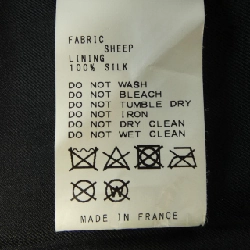 FABRIC
SHEEP
LINING
100% SILK
DO NOT WASH
DO NOT BLEACH
DO NOT TUMBLE DRY
DO NOT IRON
DO NOT DRY CLEAN
DO NOT WET CLEAN
MADE IN FRANCE